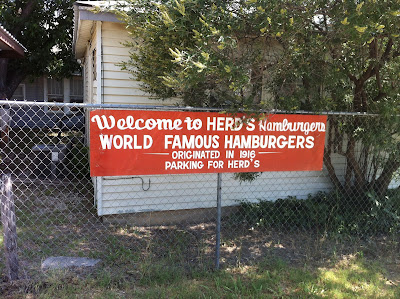 Welcome to HERD'S Hamburgers
WORLD FAMOUS HAMBURGERS
ORIGINATED IN 1916
PARKING FOR HERD'S